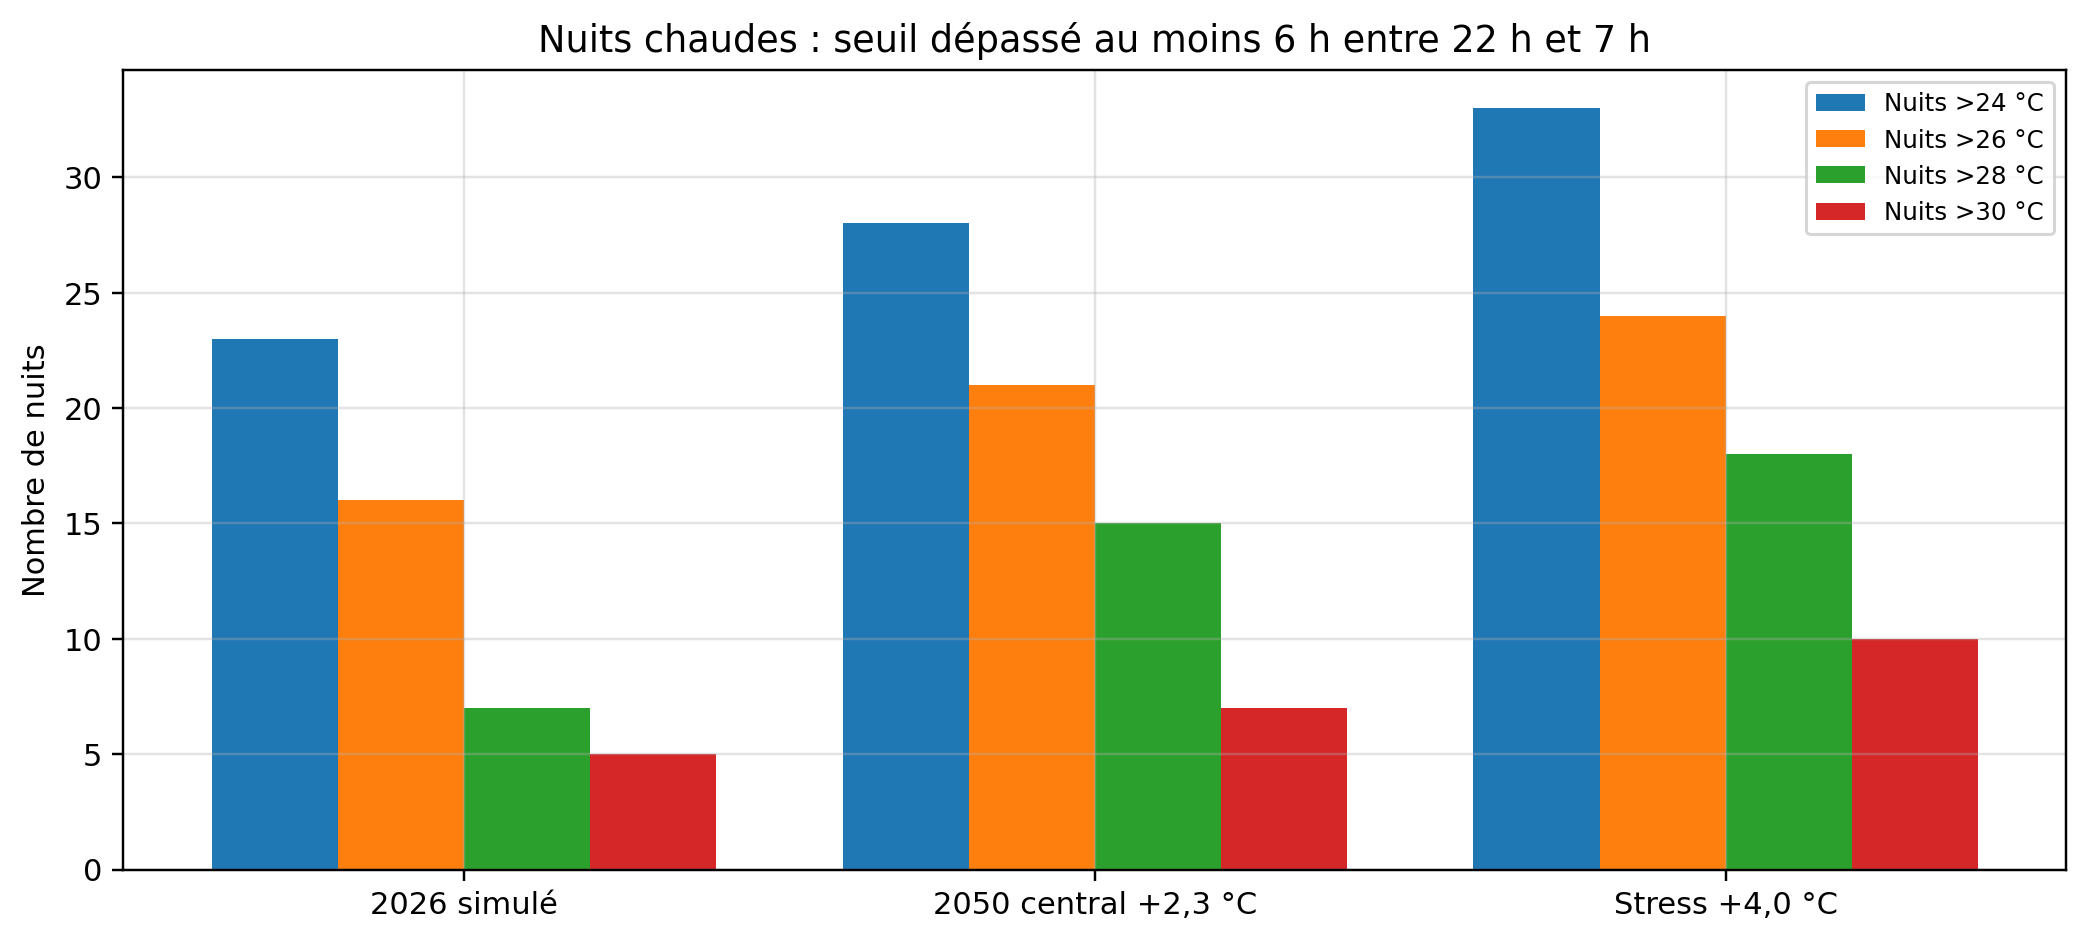 Nuits chaudes : seuil dépassé au moins 6 h entre 22 h et 7 h
Nuits >24 °C
Nuits >26 °C
Nuits >28 °C
Nuits >30 °C
Nombre de nuits
30
25
20
15
10
5
0
2026 simulé
2050 central +2,3 °C
Stress +4,0 °C